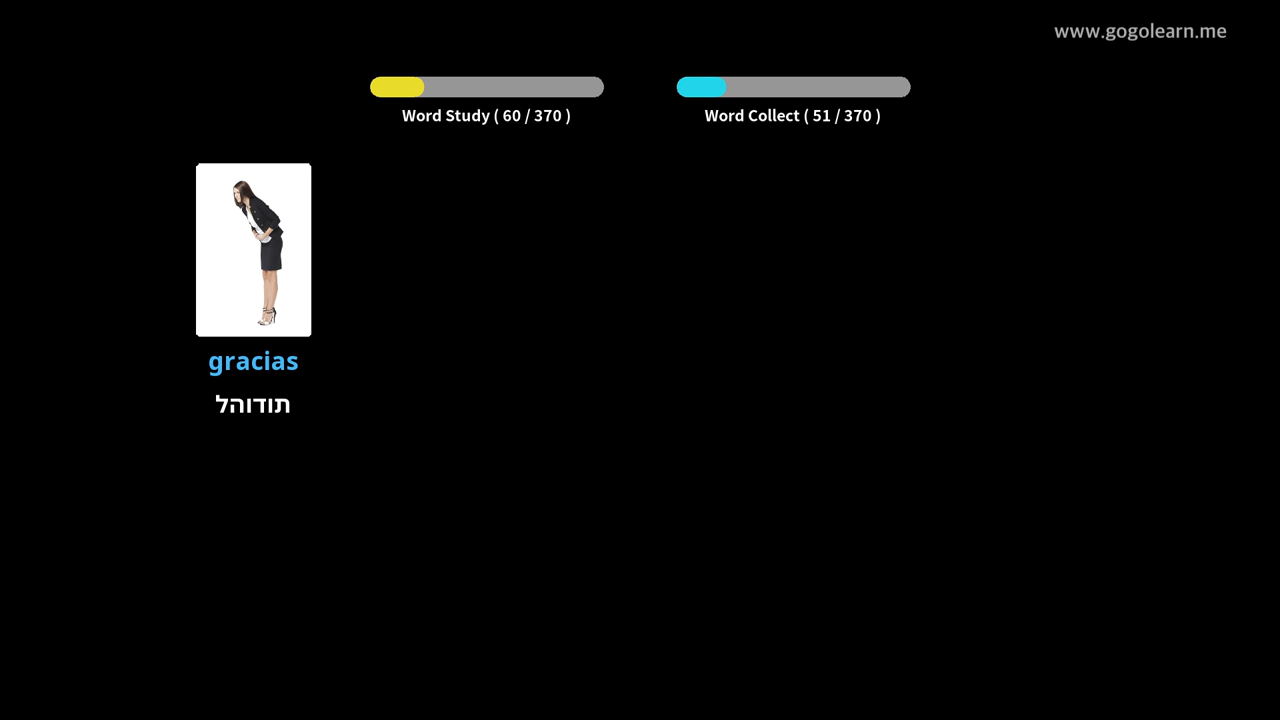 www.gogolearn.me
Word Study ( 60 / 370 )
Word Collect ( 51 / 370 )
gracias
תודוהל